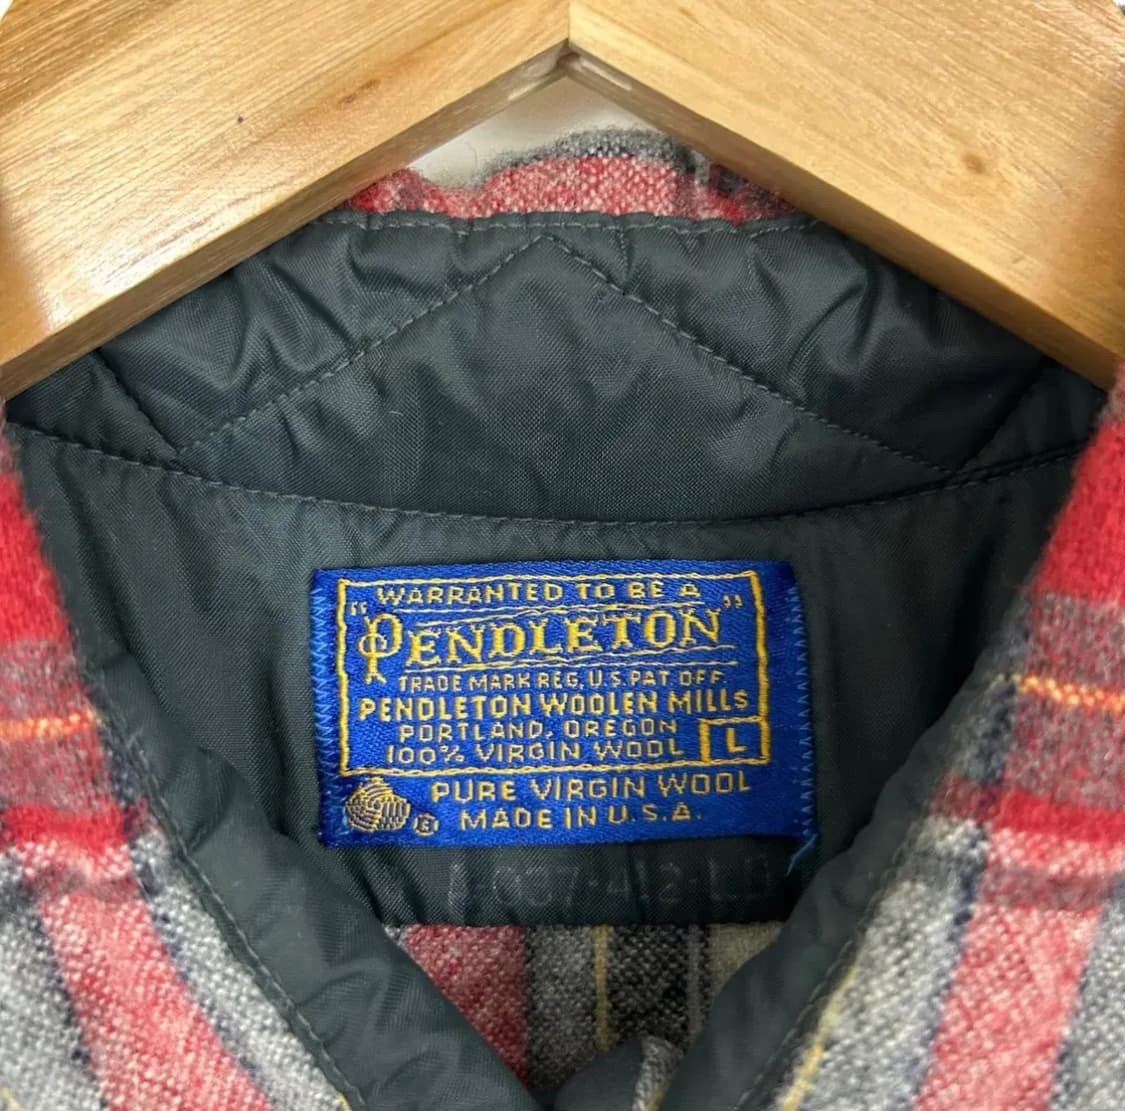 WARRANTED TO BE A
"PENDLETON"
TRADE MARK REG. U.S. PAT OFF.
PENDLETON WOOLEN MILLS
PORTLAND, OREGON
100% VIRGIN WOOL L
PURE VIRGIN WOOL
MADE IN U.S.A.